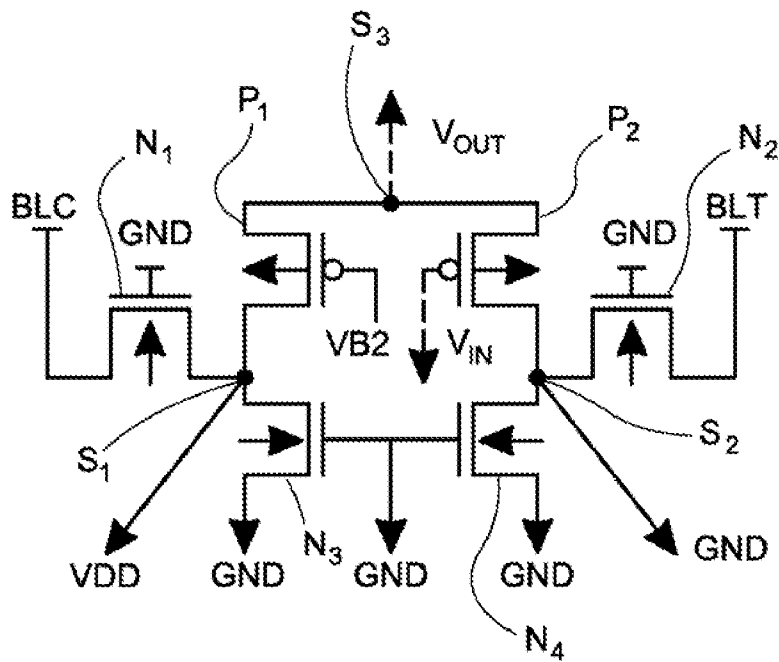 S3
P1
VOUT
P2
N1
N2
BLC
GND
GND
BLT
VB2
VIN
S1
S2
VDD
GND
N3
GND
GND
GND
N4